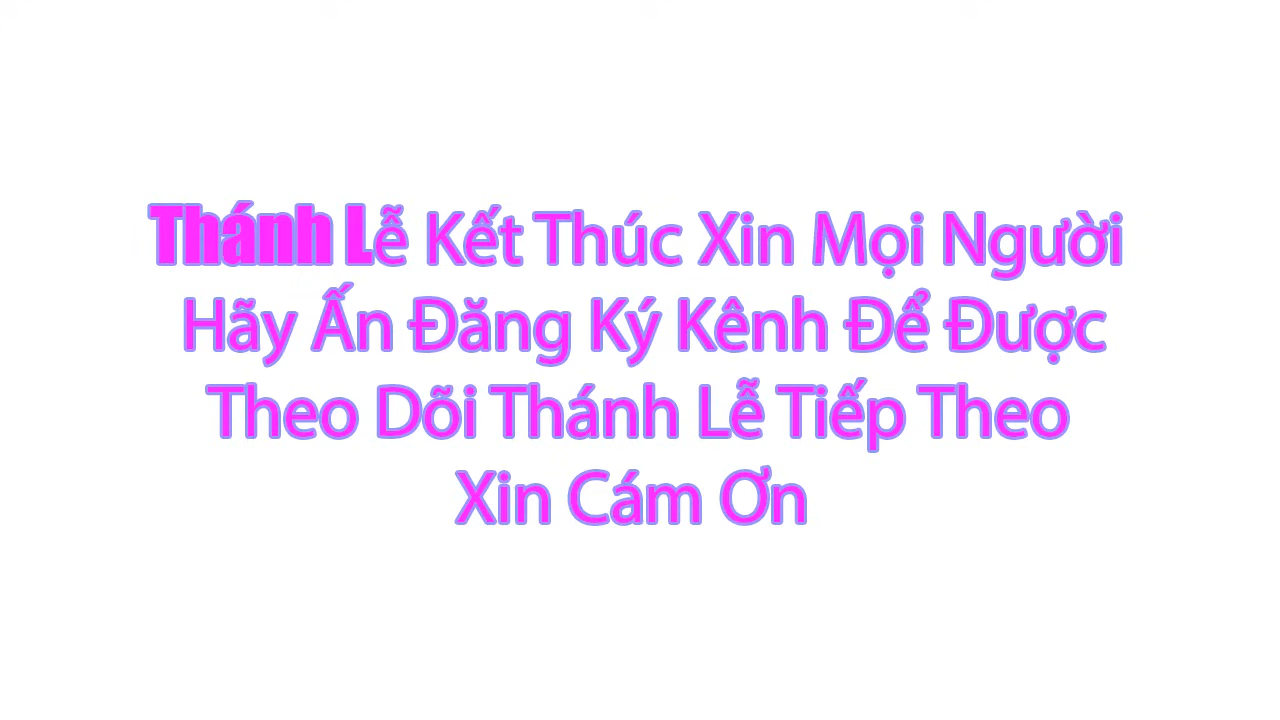 Thánh Lễ Kết Thúc Xin Mọi Người
Hãy Ấn Đăng Ký Kênh Để Được
Theo Dõi Thánh Lễ Tiếp Theo
Xin Cám Ơn